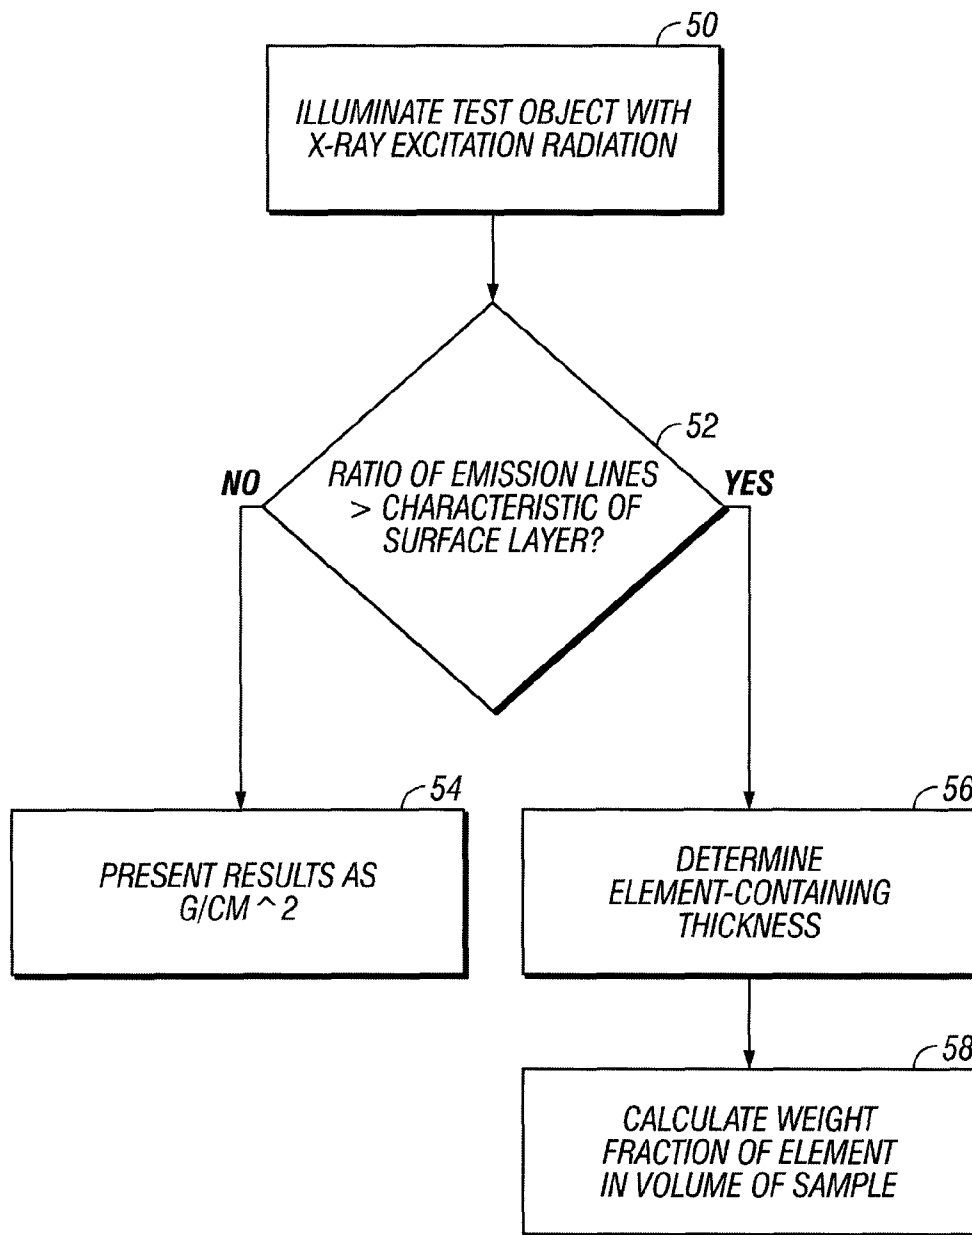 50
ILLUMINATE TEST OBJECT WITH
X-RAY EXCITATION RADIATION
52
RATIO OF EMISSION LINES
> CHARACTERISTIC OF
SURFACE LAYER?
NO
YES
54
PRESENT RESULTS AS
G/CM ^ 2
56
DETERMINE
ELEMENT-CONTAINING
THICKNESS
58
CALCULATE WEIGHT
FRACTION OF ELEMENT
IN VOLUME OF SAMPLE